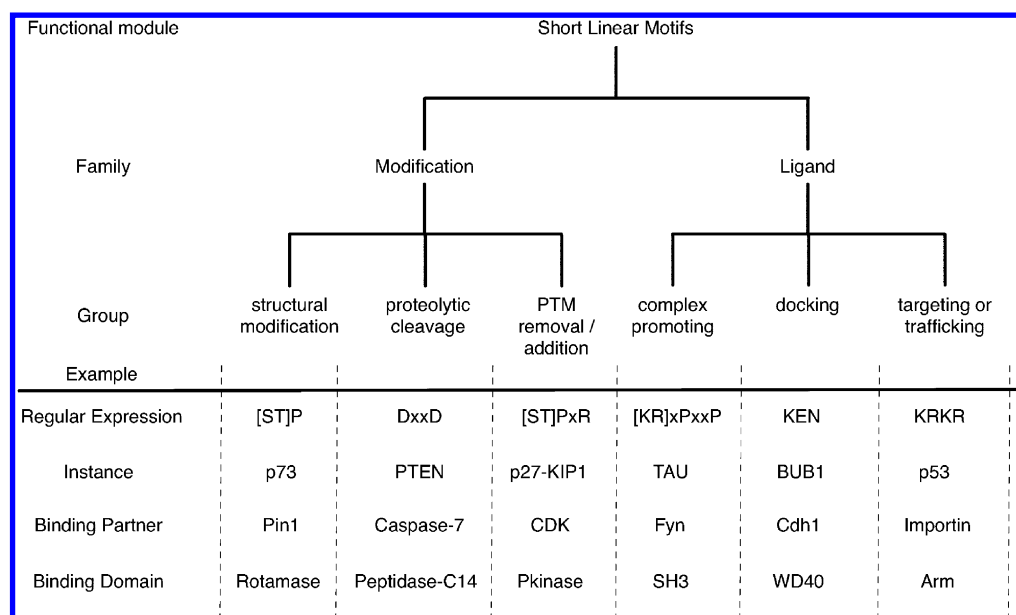 Functional module Short Linear Motifs
Family Modification Ligand
Group structural modification proteolytic cleavage PTM removal / addition complex promoting docking targeting or trafficking
Example
Regular Expression [ST]P DxxD [ST]PxR [KR]xPxxP KEN KRKR
Instance p73 PTEN p27-KIP1 TAU BUB1 p53
Binding Partner Pin1 Caspase-7 CDK Fyn Cdh1 Importin
Binding Domain Rotamase Peptidase-C14 Pkinase SH3 WD40 Arm